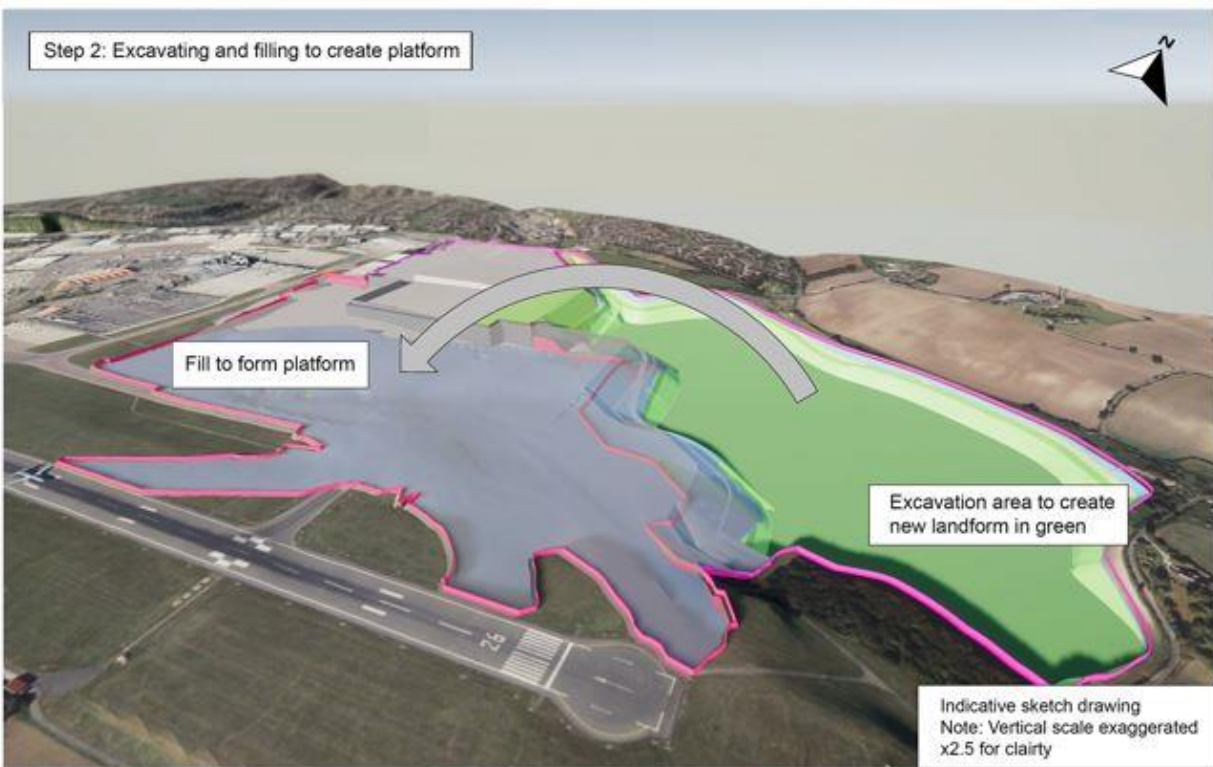 Step 2: Excavating and filling to create platform
N
Fill to form platform
Excavation area to create
new landform in green
26
Indicative sketch drawing
Note: Vertical scale exaggerated
x2.5 for clairty